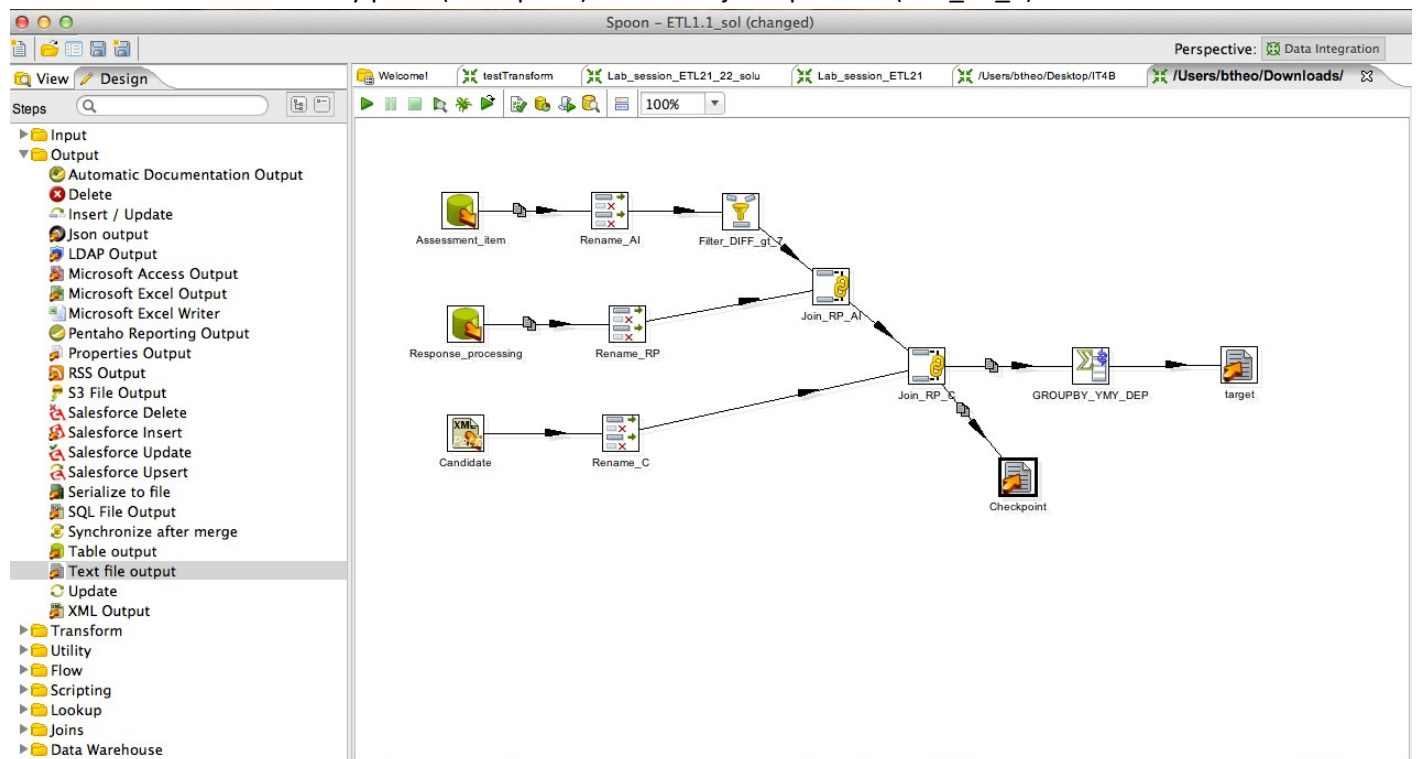 Spoon – ETL1.1_sol (changed)
Perspective: Data Integration
View Design
Welcome! testTransform Lab_session_ETL21_22_solu Lab_session_ETL21 /Users/btheo/Desktop/IT4B /Users/btheo/Downloads/
Steps
100%
Input
Output
Automatic Documentation Output
Delete
Insert / Update
Json output
LDAP Output
Microsoft Access Output
Microsoft Excel Output
Microsoft Excel Writer
Pentaho Reporting Output
Properties Output
RSS Output
S3 File Output
Salesforce Delete
Salesforce Insert
Salesforce Update
Salesforce Upsert
Serialize to file
SQL File Output
Synchronize after merge
Table output
Text file output
Update
XML Output
Transform
Utility
Flow
Scripting
Lookup
Joins
Data Warehouse
Assessment_item
Rename_AI
Filter_DIFF_gt_7
Join_RP_AI
Response_processing
Rename_RP
Join_RP_C
GROUPBY_YMY_DEP
target
XML
Candidate
Rename_C
Checkpoint